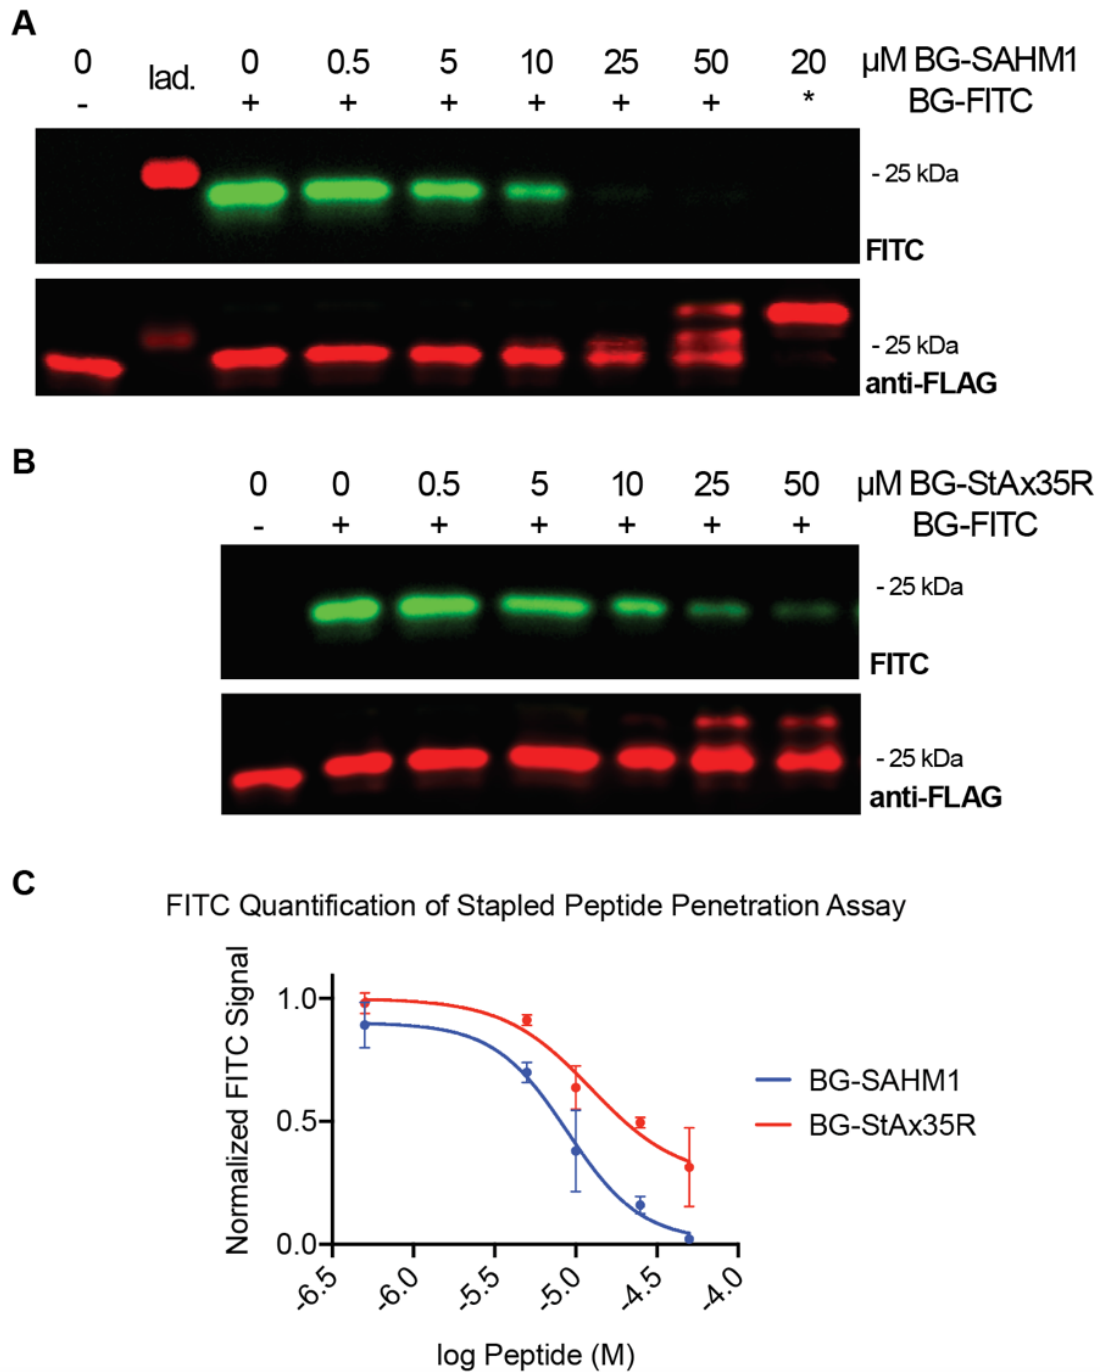 A
0 lad. 0 0.5 5 10 25 50 20 µM BG-SAHM1
- + + + + + + * BG-FITC
- 25 kDa
FITC
- 25 kDa
anti-FLAG
B
0 0 0.5 5 10 25 50 µM BG-StAx35R
- + + + + + + BG-FITC
- 25 kDa
FITC
- 25 kDa
anti-FLAG
C
FITC Quantification of Stapled Peptide Penetration Assay
Normalized FITC Signal
1.0
0.5
0.0
BG-SAHM1
BG-StAx35R
-6.5 -6.0 -5.5 -5.0 -4.5 -4.0
log Peptide (M)